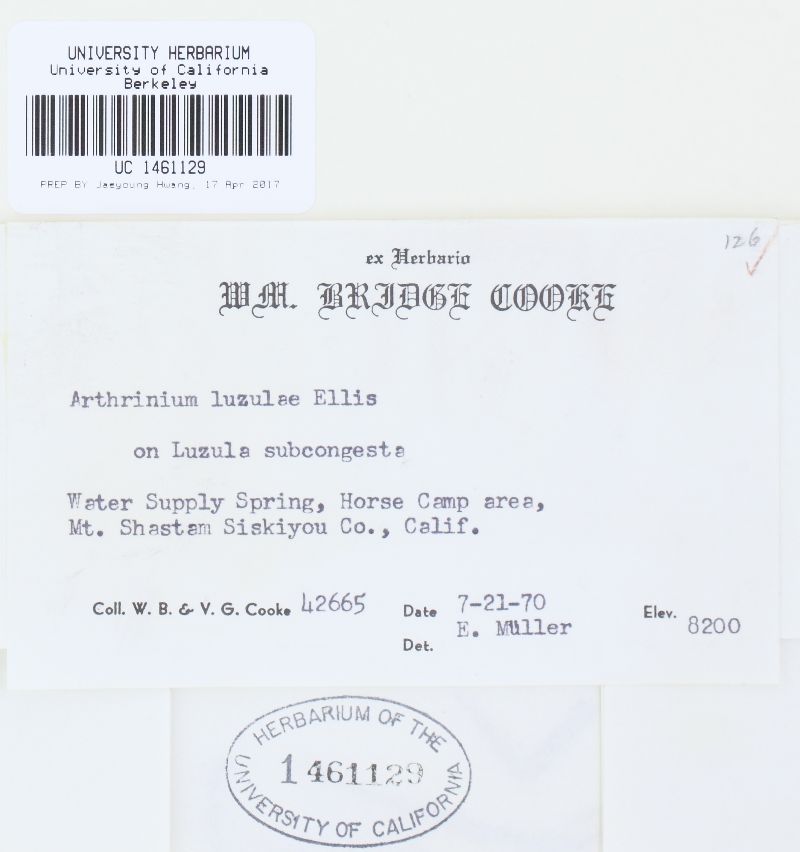 UNIVERSITY HERBARIUM
University of California
Berkeley
UC 1461129
PREP BY Jaeyoung Hwang, 17 Apr 2017
126
ex Herbario
WM. BRIDGE COOKE
Arthrinium luzulae Ellis
on Luzula subcongesta
Water Supply Spring, Horse Camp area,
Mt. Shastam Siskiyou Co., Calif.
Coll. W. B. & V. G. Cooke 42665
Date 7-21-70
E. Müller
Det.
Elev. 8200
HERBARIUM OF THE
1461129
UNIVERSITY OF CALIFORNIA